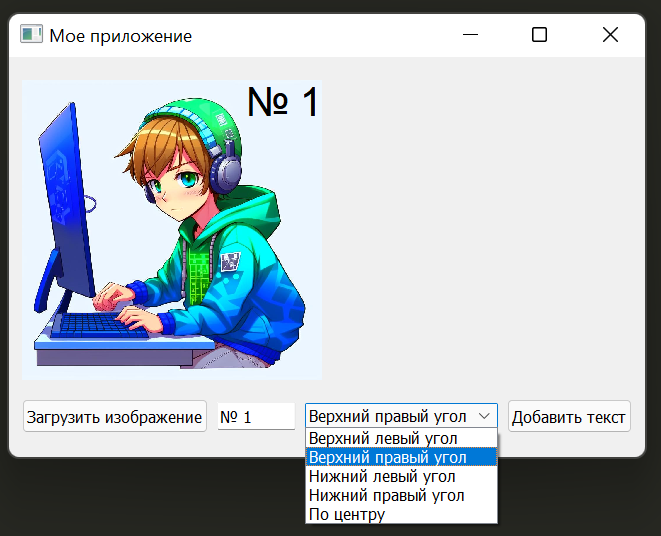 Мое приложение
№ 1
Загрузить изображение
№ 1
Верхний правый угол
Добавить текст
Верхний левый угол
Верхний правый угол
Нижний левый угол
Нижний правый угол
По центру